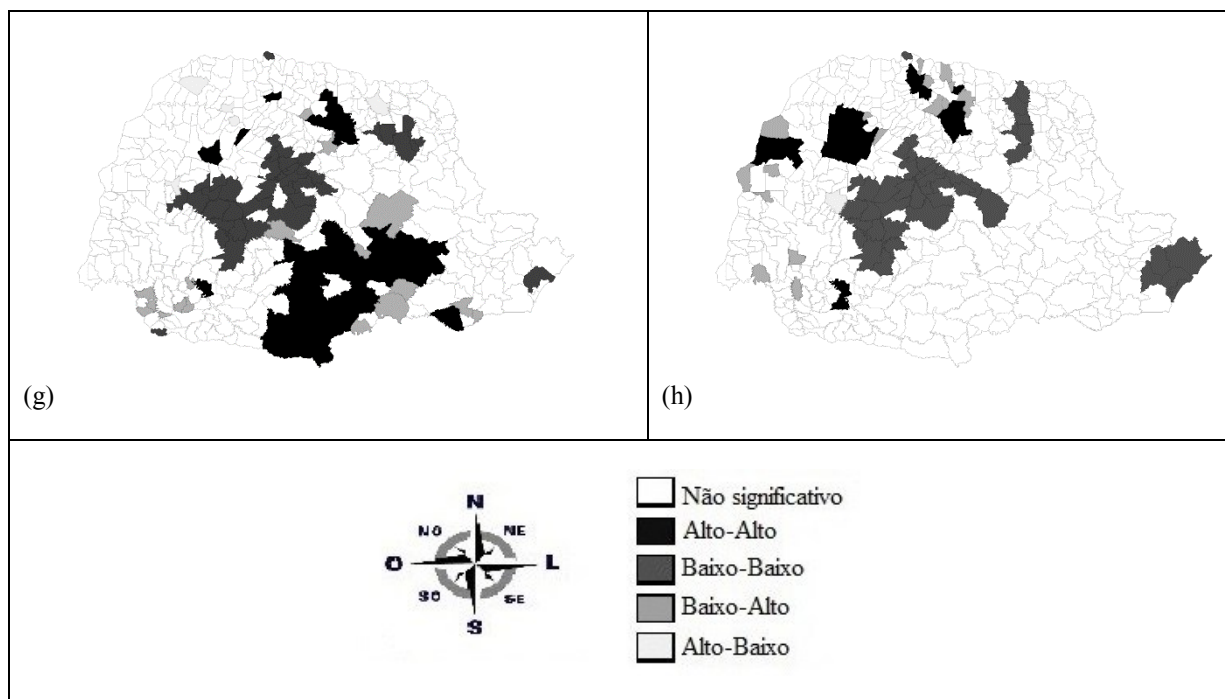 (g)
(h)
N
NO NE
O L
SO SE
S
Não significativo
Alto-Alto
Baixo-Baixo
Baixo-Alto
Alto-Baixo